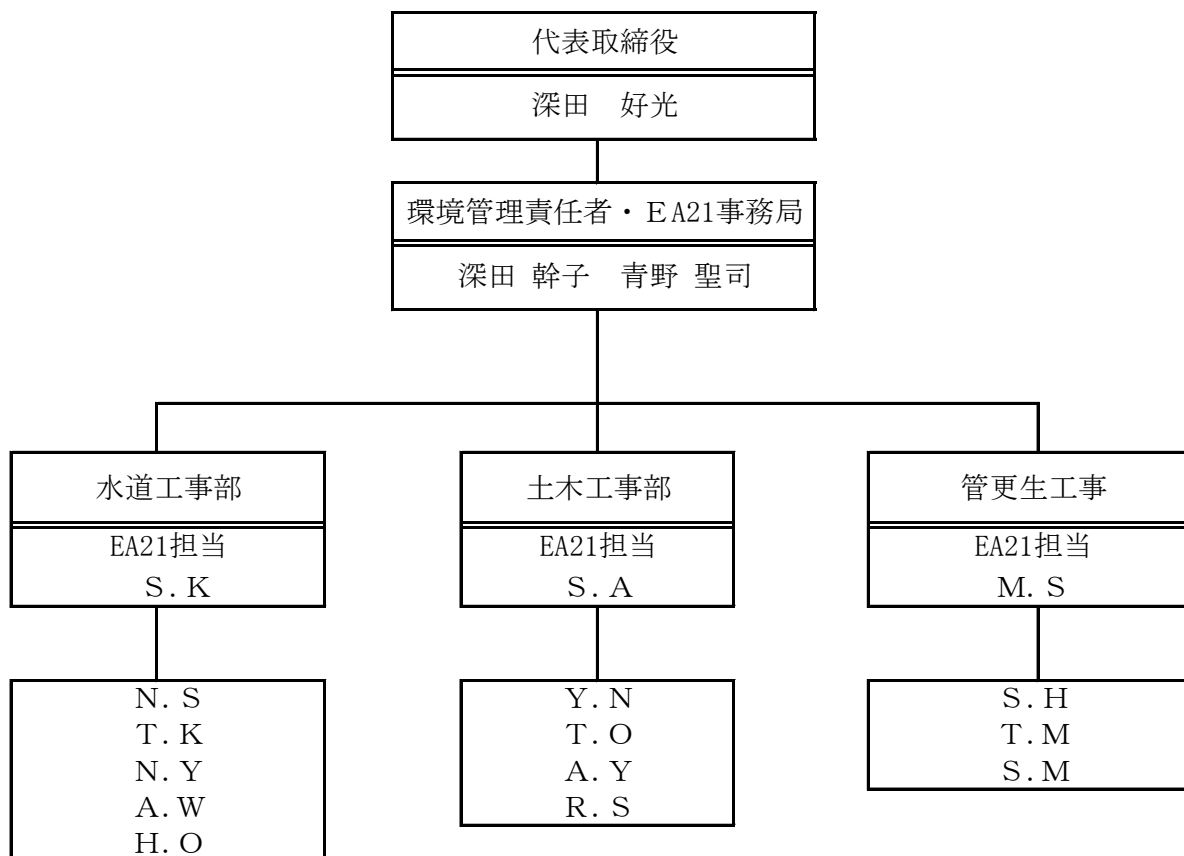 代表取締役
深田　好光
環境管理責任者・ＥA21事務局
深田 幹子　青野 聖司
水道工事部
EA21担当
Ｓ.Ｋ
Ｎ.Ｓ
Ｔ.Ｋ
Ｎ.Ｙ
Ａ.Ｗ
Ｈ.Ｏ
土木工事部
EA21担当
Ｓ.Ａ
Ｙ.Ｎ
Ｔ.Ｏ
Ａ.Ｙ
Ｒ.Ｓ
管更生工事
EA21担当
Ｍ.Ｓ
Ｓ.Ｈ
Ｔ.Ｍ
Ｓ.Ｍ